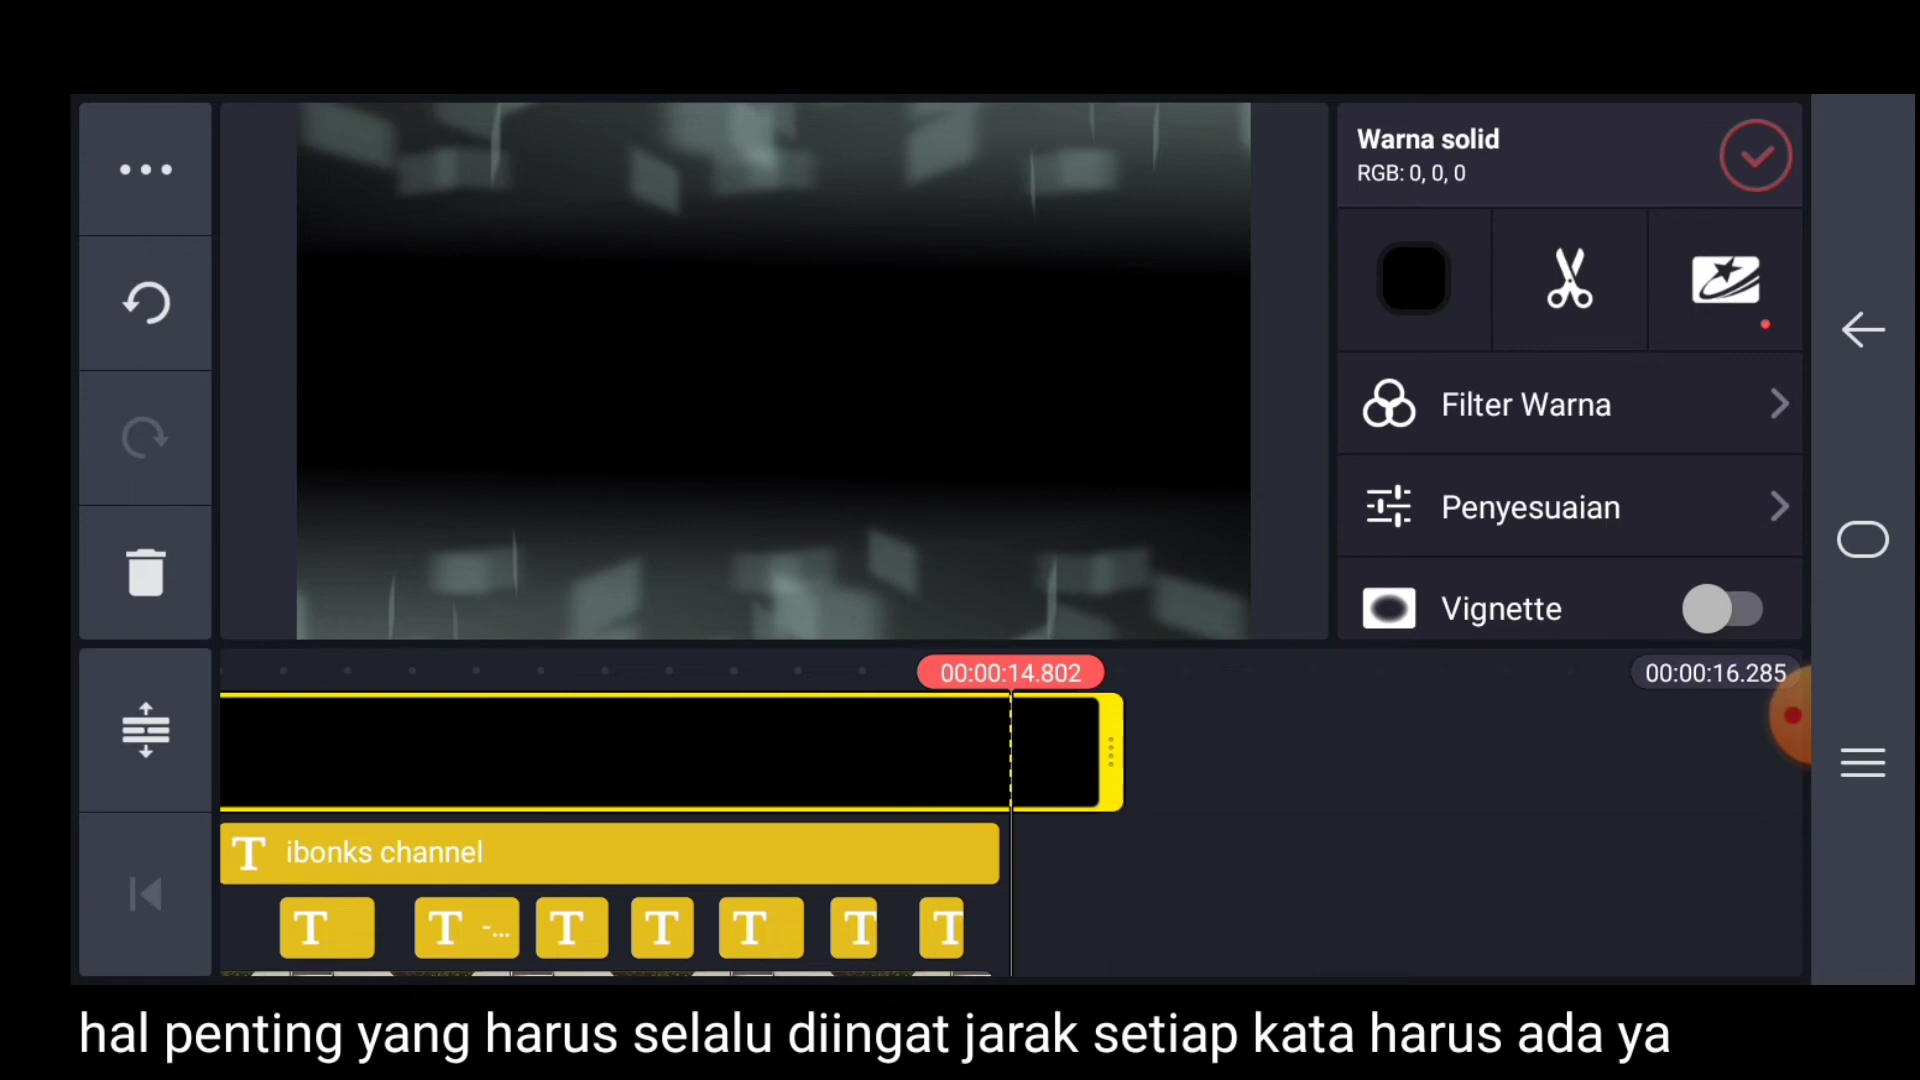 Warna solid
RGB: 0, 0, 0
Filter Warna
Penyesuaian
Vignette
00:00:14.802
00:00:16.285
T ibonks channel
T
T -...
T
T
T
T
T
hal penting yang harus selalu diingat jarak setiap kata harus ada ya